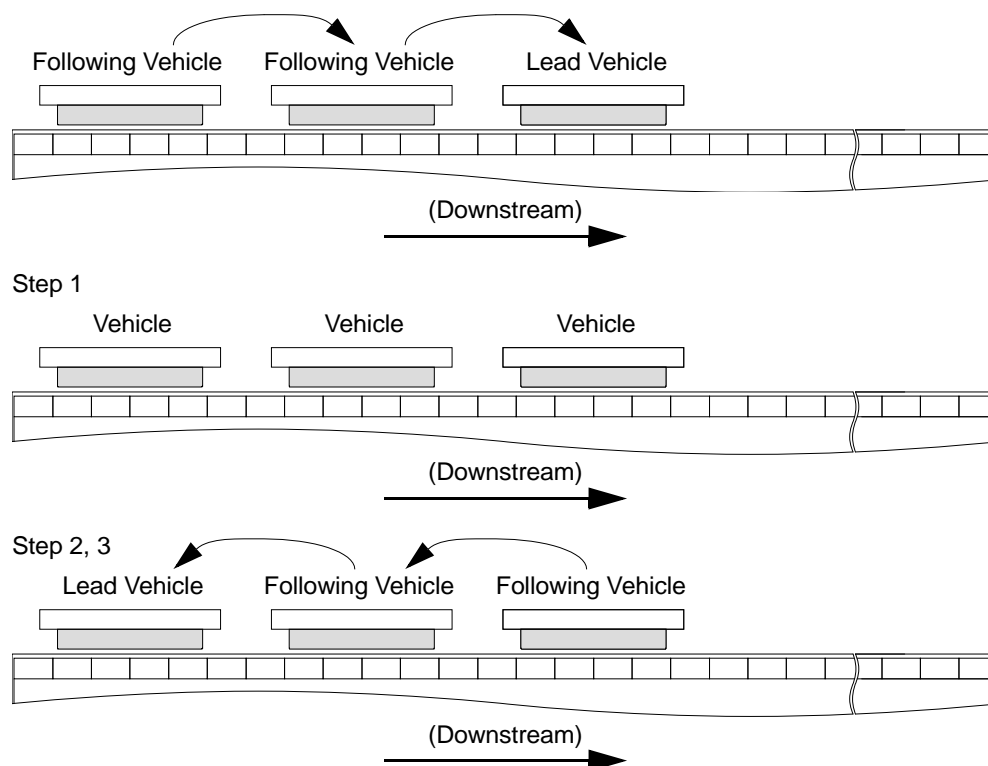 Following Vehicle Following Vehicle Lead Vehicle
(Downstream)
Step 1
Vehicle Vehicle Vehicle
(Downstream)
Step 2, 3
Lead Vehicle Following Vehicle Following Vehicle
(Downstream)